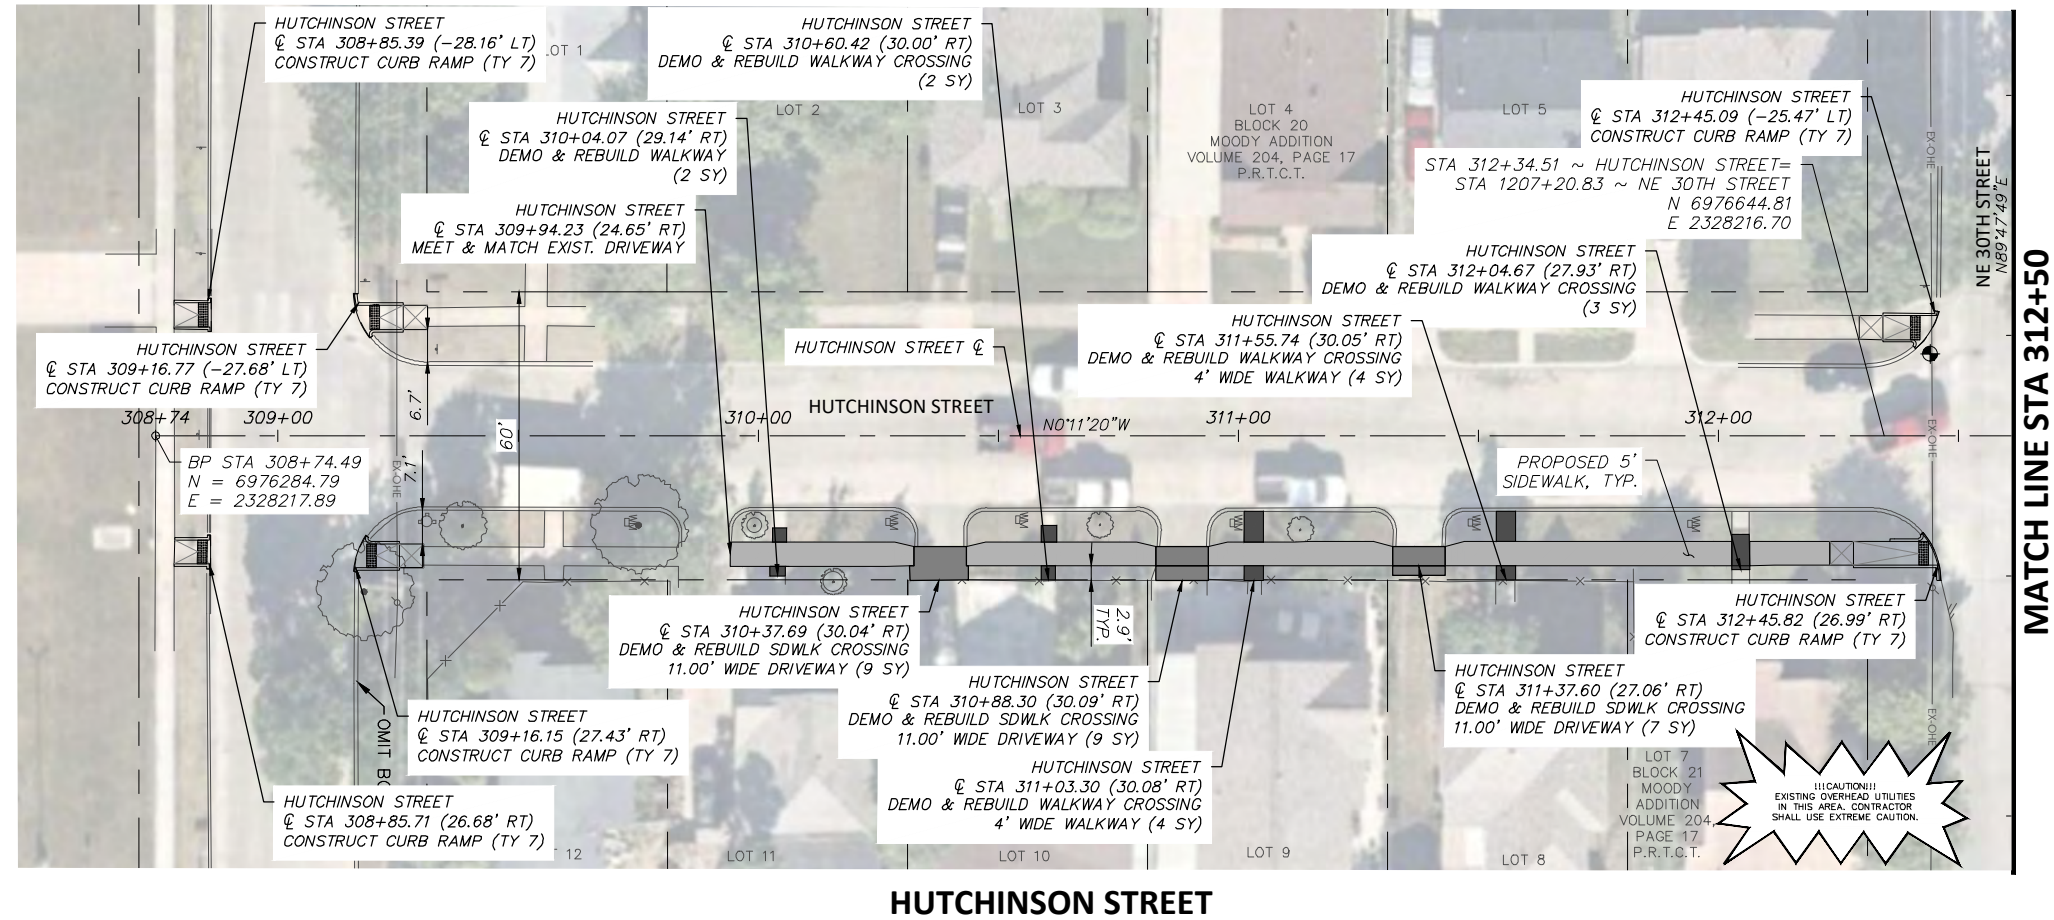 HUTCHINSON STREET
℄ STA 308+85.39 (−28.16' LT)
CONSTRUCT CURB RAMP (TY 7)
LOT 1
HUTCHINSON STREET
℄ STA 310+60.42 (30.00' RT)
DEMO & REBUILD WALKWAY CROSSING
(2 SY)
HUTCHINSON STREET
℄ STA 310+04.07 (29.14' RT)
DEMO & REBUILD WALKWAY
(2 SY)
HUTCHINSON STREET
℄ STA 309+94.23 (24.65' RT)
MEET & MATCH EXIST. DRIVEWAY
LOT 2
LOT 3
LOT 4
BLOCK 20
MOODY ADDITION
VOLUME 204, PAGE 17
P.R.T.C.T.
LOT 5
HUTCHINSON STREET
℄ STA 312+45.09 (−25.47' LT)
CONSTRUCT CURB RAMP (TY 7)
STA 312+34.51 ~ HUTCHINSON STREET=
STA 1207+20.83 ~ NE 30TH STREET
N 6976644.81
E 2328216.70
HUTCHINSON STREET
℄ STA 312+04.67 (27.93' RT)
DEMO & REBUILD WALKWAY CROSSING
(3 SY)
HUTCHINSON STREET
℄ STA 311+55.74 (30.05' RT)
DEMO & REBUILD WALKWAY CROSSING
4' WIDE WALKWAY (4 SY)
EX-OHE
NE 30TH STREET
N89°47'49"E
MATCH LINE STA 312+50
HUTCHINSON STREET
℄ STA 309+16.77 (−27.68' LT)
CONSTRUCT CURB RAMP (TY 7)
HUTCHINSON STREET ℄
308+74
309+00
6.7'
60'
310+00
HUTCHINSON STREET
N0°11'20"W
311+00
312+00
EX-OHE
BP STA 308+74.49
N = 6976284.79
E = 2328217.89
EX-OHE
7.1'
PROPOSED 5'
SIDEWALK, TYP.
WM
WM
WM
WM
WM
WM
HUTCHINSON STREET
℄ STA 310+37.69 (30.04' RT)
DEMO & REBUILD SDWLK CROSSING
11.00' WIDE DRIVEWAY (9 SY)
2.9'
TYP.
HUTCHINSON STREET
℄ STA 312+45.82 (26.99' RT)
CONSTRUCT CURB RAMP (TY 7)
HUTCHINSON STREET
℄ STA 310+88.30 (30.09' RT)
DEMO & REBUILD SDWLK CROSSING
11.00' WIDE DRIVEWAY (9 SY)
HUTCHINSON STREET
℄ STA 311+37.60 (27.06' RT)
DEMO & REBUILD SDWLK CROSSING
11.00' WIDE DRIVEWAY (7 SY)
EX-OHE
OMIT BC
HUTCHINSON STREET
℄ STA 309+16.15 (27.43' RT)
CONSTRUCT CURB RAMP (TY 7)
HUTCHINSON STREET
℄ STA 311+03.30 (30.08' RT)
DEMO & REBUILD WALKWAY CROSSING
4' WIDE WALKWAY (4 SY)
HUTCHINSON STREET
℄ STA 308+85.71 (26.68' RT)
CONSTRUCT CURB RAMP (TY 7)
12
LOT 11
LOT 10
LOT 9
LOT 8
LOT 7
BLOCK 21
MOODY
ADDITION
VOLUME 204,
PAGE 17
P.R.T.C.T.
!!!CAUTION!!!
EXISTING OVERHEAD UTILITIES
IN THIS AREA. CONTRACTOR
SHALL USE EXTREME CAUTION.
HUTCHINSON STREET